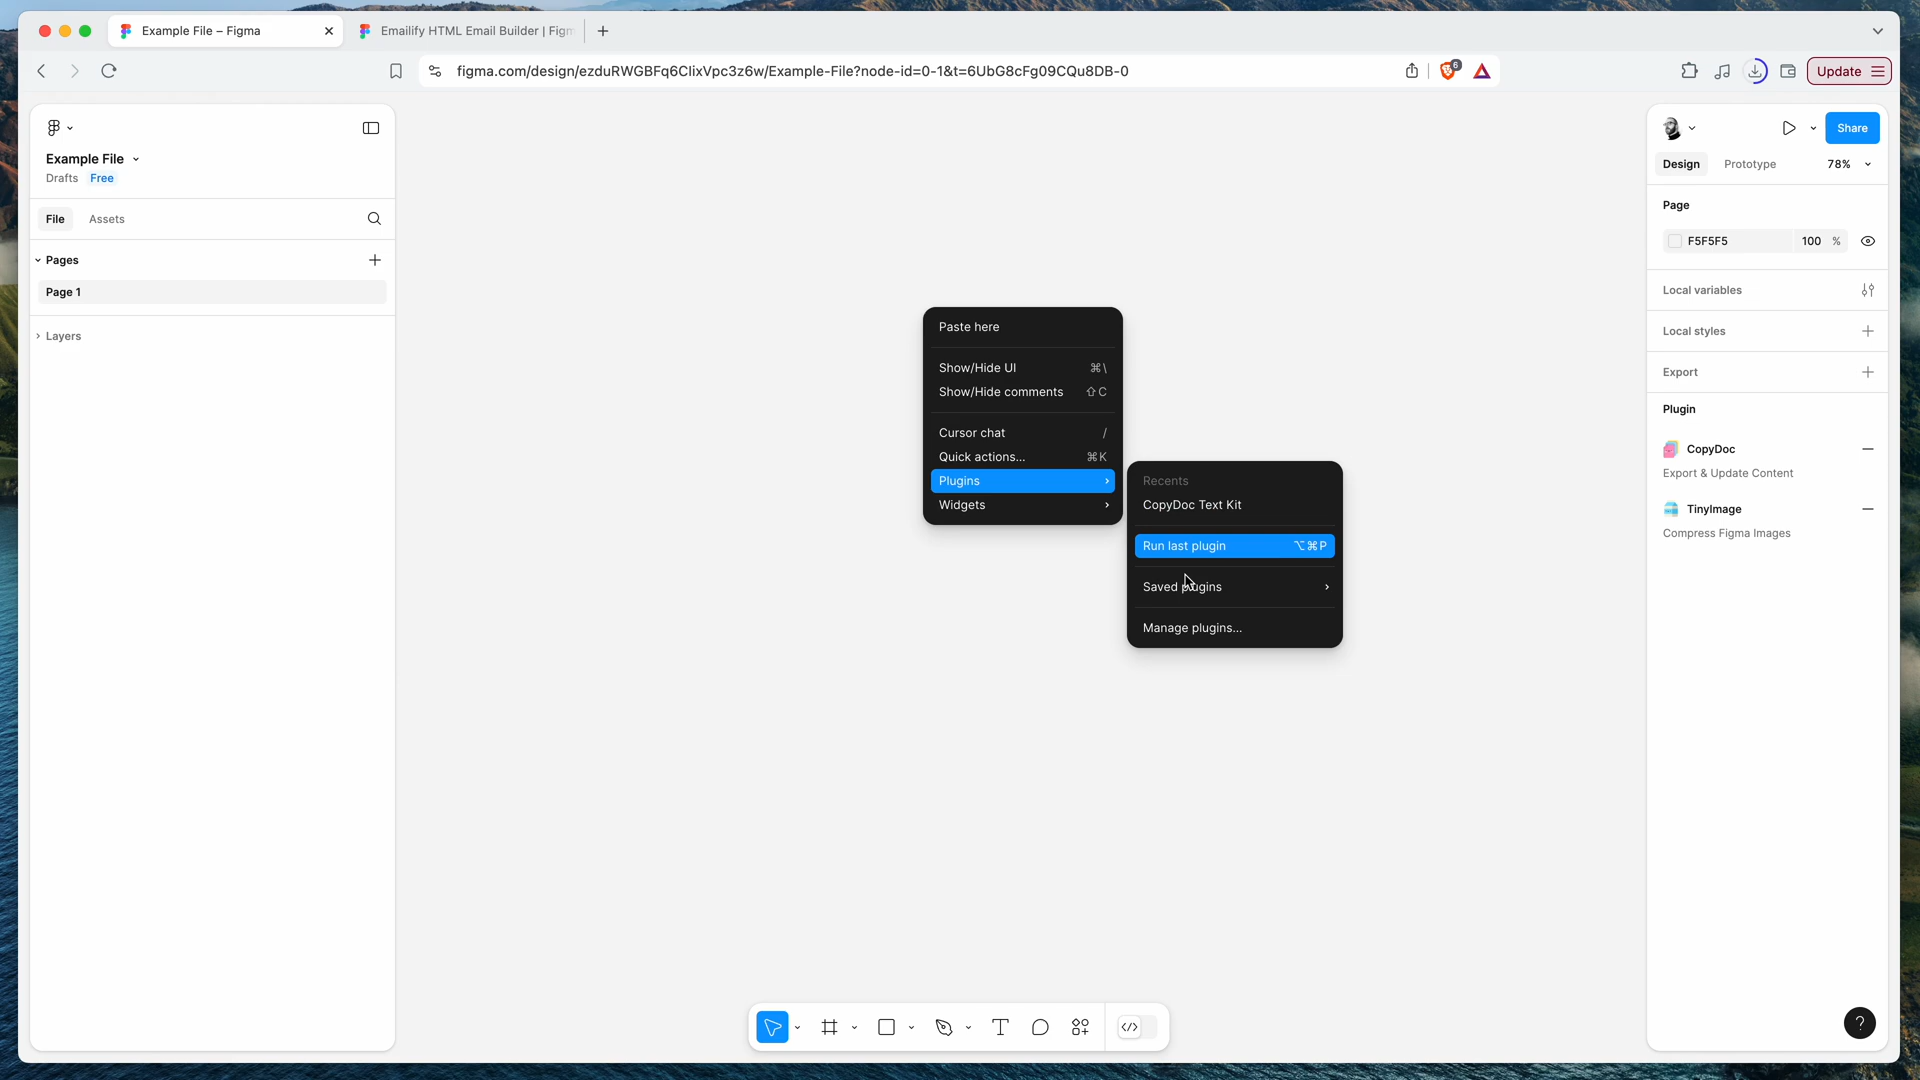 Example File – Figma
Emailify HTML Email Builder | Figm
figma.com/design/ezduRWGBFq6ClixVpc3z6w/Example-File?node-id=0-1&t=6UbG8cFg09CQu8DB-0
6
Update
Example File
Drafts Free
File Assets
Pages
Page 1
Layers
Paste here
Show/Hide UI ⌘\
Show/Hide comments ⇧C
Cursor chat /
Quick actions... ⌘K
Plugins
Widgets
Recents
CopyDoc Text Kit
Run last plugin ⌥⌘P
Saved plugins
Manage plugins...
Share
Design Prototype 78%
Page
F5F5F5 100 %
Local variables
Local styles
Export
Plugin
CopyDoc
Export & Update Content
TinyImage
Compress Figma Images
?